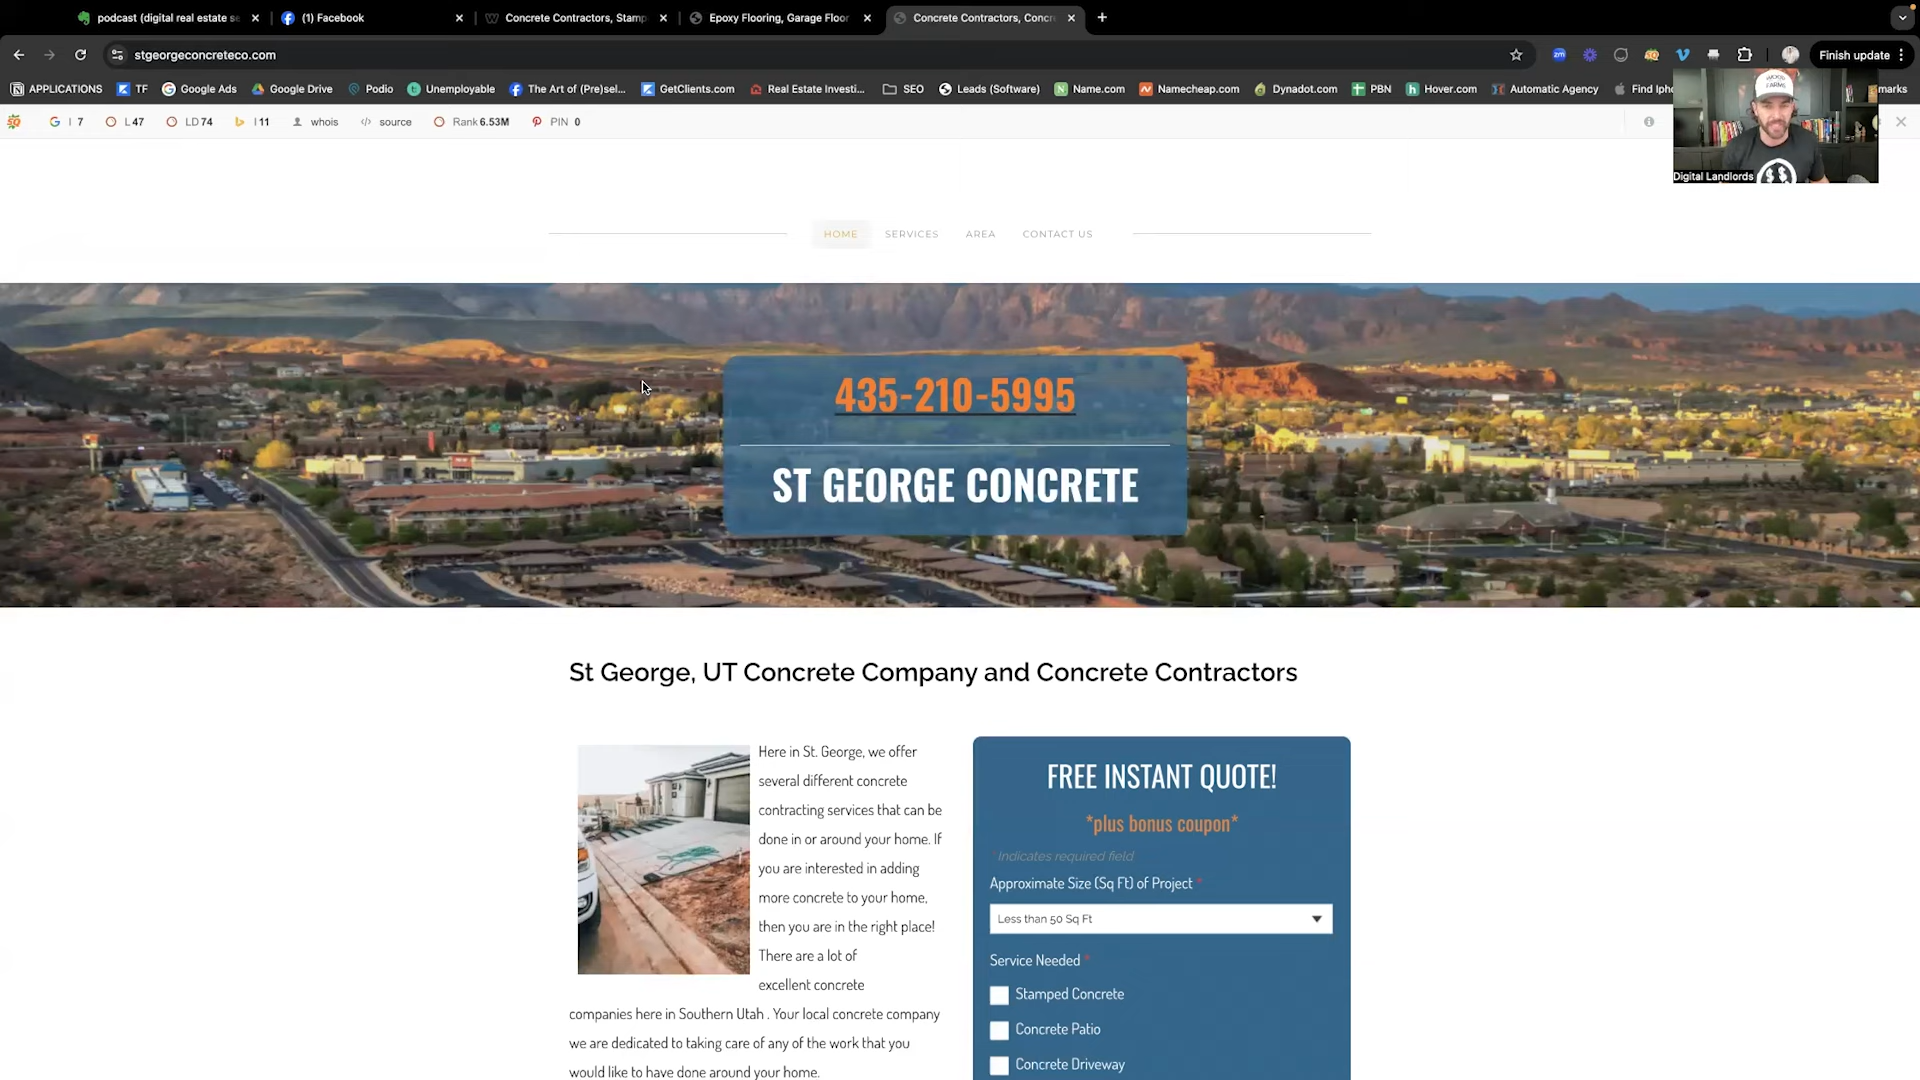 podcast (digital real estate se
(1) Facebook
Concrete Contractors, Stamp
Epoxy Flooring, Garage Floor
Concrete Contractors, Concre
stgeorgeconcreteco.com
Finish update
APPLICATIONS
TF
Google Ads
Google Drive
Podio
Unemployable
The Art of (Pre)sel...
GetClients.com
Real Estate Investi...
SEO
Leads (Software)
Name.com
Namecheap.com
Dynadot.com
PBN
Hover.com
Automatic Agency
Find Iph
marks
I 7
L 47
LD 74
I 11
whois
source
Rank 6.53M
PIN 0
WOOD
FARMS
Digital Landlords
HOME
SERVICES
AREA
CONTACT US
435-210-5995
ST GEORGE CONCRETE
St George, UT Concrete Company and Concrete Contractors
Here in St. George, we offer
several different concrete
contracting services that can be
done in or around your home. If
you are interested in adding
more concrete to your home,
then you are in the right place!
There are a lot of
excellent concrete
companies here in Southern Utah . Your local concrete company
we are dedicated to taking care of any of the work that you
would like to have done around your home.
FREE INSTANT QUOTE!
*plus bonus coupon*
* Indicates required field
Approximate Size (Sq Ft) of Project *
Less than 50 Sq Ft
Service Needed *
Stamped Concrete
Concrete Patio
Concrete Driveway